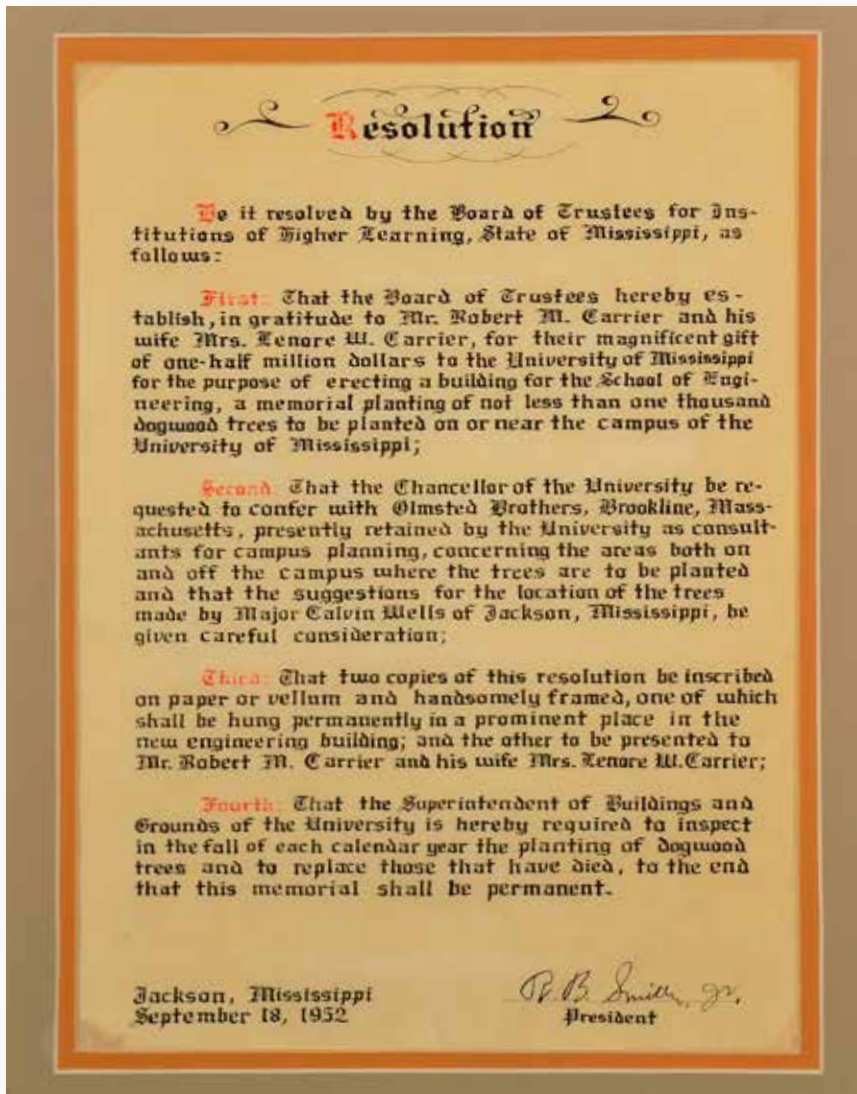 Resolution
Be it resolved by the Board of Trustees for Ins-
titutions of Higher Learning, State of Mississippi, as
follows:
First: That the Board of Trustees hereby es-
tablish, in gratitude to Mr. Robert M. Carrier and his
wife Mrs. Lenore W. Carrier, for their magnificent gift
of one-half million dollars to the University of Mississippi
for the purpose of erecting a building for the School of Engi-
neering, a memorial planting of not less than one thousand
dogwood trees to be planted on or near the campus of the
University of Mississippi;
Second: That the Chancellor of the University be re-
quested to confer with Olmsted Brothers, Brookline, Mass-
achusetts, presently retained by the University as consult-
ants for campus planning, concerning the areas both on
and off the campus where the trees are to be planted
and that the suggestions for the location of the trees
made by Major Calvin Wells of Jackson, Mississippi, be
given careful consideration;
Third: That two copies of this resolution be inscribed
on paper or vellum and handsomely framed, one of which
shall be hung permanently in a prominent place in the
new engineering building; and the other to be presented to
Mr. Robert M. Carrier and his wife Mrs. Lenore W. Carrier;
Fourth: That the Superintendent of Buildings and
Grounds of the University is hereby required to inspect
in the fall of each calendar year the planting of dogwood
trees and to replace those that have died, to the end
that this memorial shall be permanent.
R. B. Smith, Jr.
Jackson, Mississippi
September 18, 1952
President